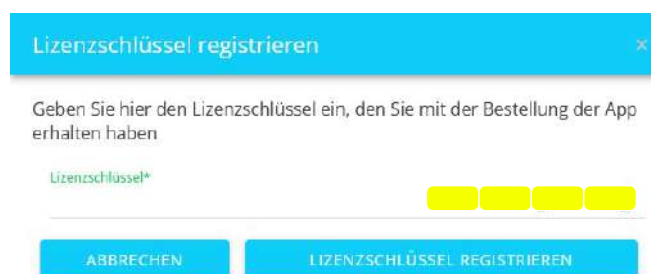 Lizenzschlüssel registrieren
×
Geben Sie hier den Lizenzschlüssel ein, den Sie mit der Bestellung der App
erhalten haben
Lizenzschlüssel*
ABBRECHEN
LIZENZSCHLÜSSEL REGISTRIEREN